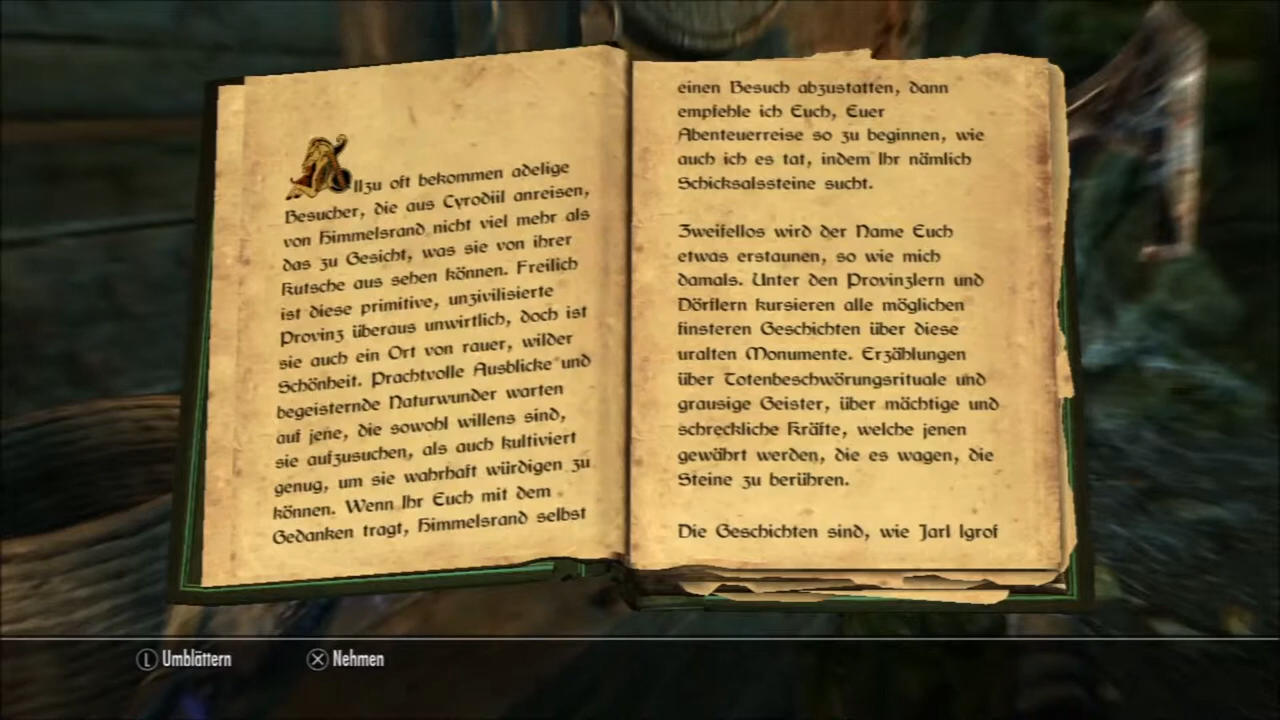 Allzu oft bekommen adelige
Besucher, die aus Cyrodiil anreisen,
von Himmelsrand nicht viel mehr als
das zu Gesicht, was sie von ihrer
Kutsche aus sehen können. Freilich
ist diese primitive, unzivilisierte
Provinz überaus unwirtlich, doch ist
sie auch ein Ort von rauer, wilder
Schönheit. Prachtvolle Ausblicke und
begeisternde Naturwunder warten
auf jene, die sowohl willens sind,
sie aufzusuchen, als auch kultiviert
genug, um sie wahrhaft würdigen zu
können. Wenn Ihr Euch mit dem
Gedanken tragt, Himmelsrand selbst
einen Besuch abzustatten, dann
empfehle ich Euch, Euer
Abenteuerreise so zu beginnen, wie
auch ich es tat, indem Ihr nämlich
Schicksalssteine sucht.
Zweifellos wird der Name Euch
etwas erstaunen, so wie mich
damals. Unter den Provinzlern und
Dörflern kursieren alle möglichen
finsteren Geschichten über diese
uralten Monumente. Erzählungen
über Totenbeschwörungsrituale und
grausige Geister, über mächtige und
schreckliche Kräfte, welche jenen
gewährt werden, die es wagen, die
Steine zu berühren.
Die Geschichten sind, wie Jarl Igrof
L Umblättern
X Nehmen